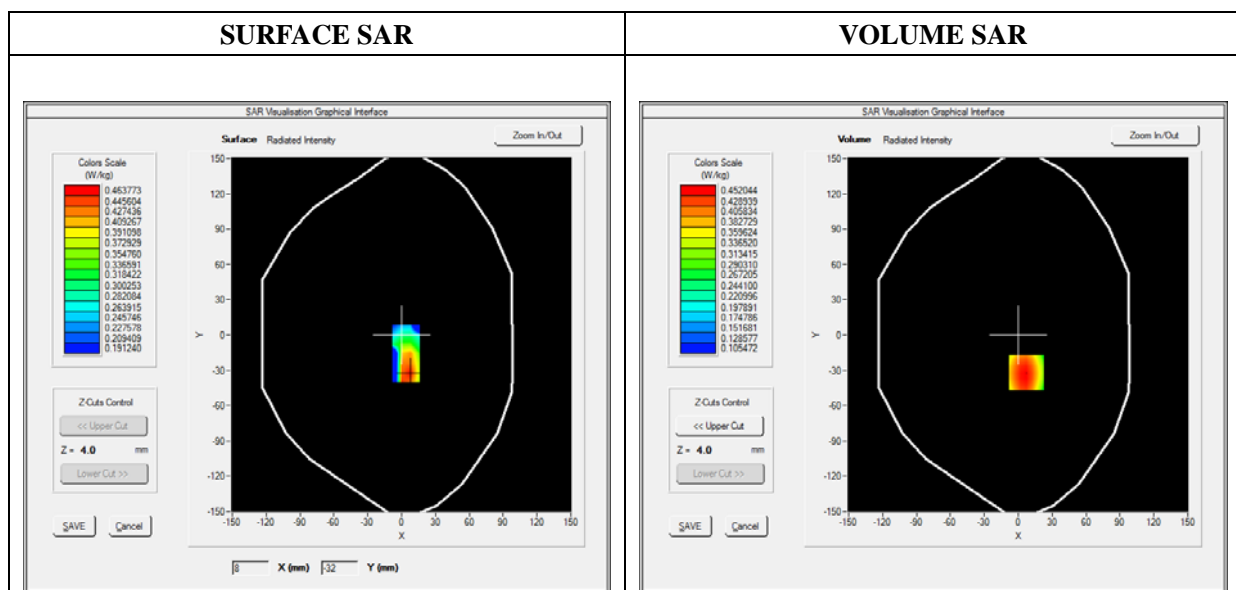 SURFACE SAR
VOLUME SAR
SAR Visualisation Graphical Interface
Surface Radiated Intensity
Zoom In/Out
Colors Scale
(W/kg)
0.463773
0.445604
0.427436
0.409267
0.391098
0.372929
0.354760
0.336591
0.318422
0.300253
0.282084
0.263915
0.245746
0.227578
0.209409
0.191240
Z-Cuts Control
<< Upper Cut
Z = 4.0 mm
Lower Cut >>
SAVE Cancel
150
120
90
60
30
0
-30
-60
-90
-120
-150
Y
-150 -120 -90 -60 -30 0 30 60 90 120 150
X
8 X (mm) -32 Y (mm)
SAR Visualisation Graphical Interface
Volume Radiated Intensity
Zoom In/Out
Colors Scale
(W/kg)
0.452044
0.428939
0.405834
0.382729
0.359624
0.336520
0.313415
0.290310
0.267205
0.244100
0.220996
0.197891
0.174786
0.151681
0.128577
0.105472
Z-Cuts Control
<< Upper Cut
Z = 4.0 mm
Lower Cut >>
SAVE Cancel
150
120
90
60
30
0
-30
-60
-90
-120
-150
Y
-150 -120 -90 -60 -30 0 30 60 90 120 150
X